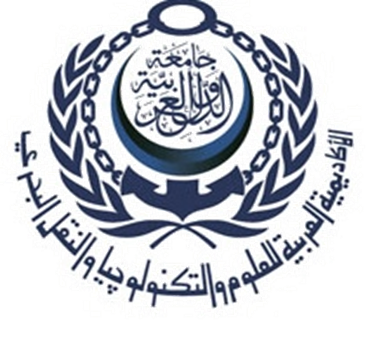 جامعة
الدول العربية
الأكاديمية العربية للعلوم والتكنولوجيا والنقل البحري